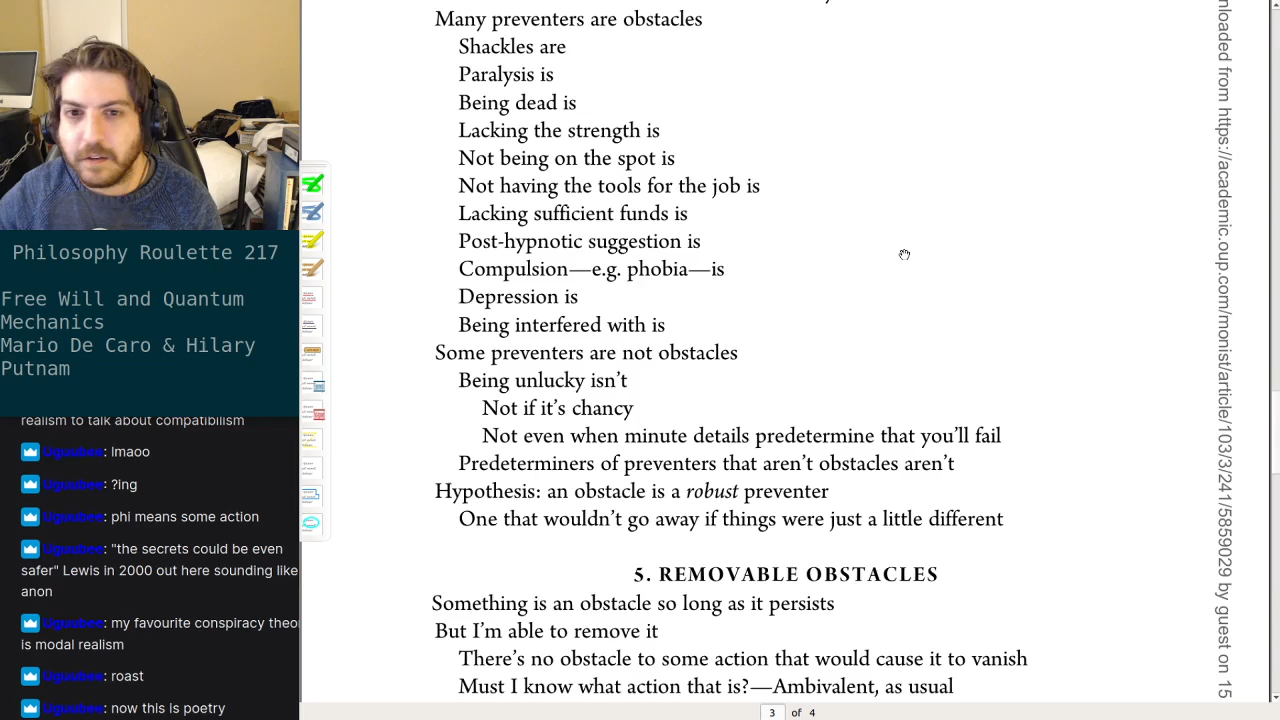 Many preventers are obstacles
Shackles are
Paralysis is
Being dead is
Lacking the strength is
Not being on the spot is
Not having the tools for the job is
Lacking sufficient funds is
Post-hypnotic suggestion is
Compulsion—e.g. phobia—is
Depression is
Being interfered with is
Some preventers are not obstacles
Being unlucky isn't
Not if it's chancy
Not even when minute details predetermine that you'll fail
Predeterminers of preventers that aren't obstacles aren't
Hypothesis: an obstacle is a robust preventer
One that wouldn't go away if things were just a little different
5. REMOVABLE OBSTACLES
Something is an obstacle so long as it persists
But I'm able to remove it
There's no obstacle to some action that would cause it to vanish
Must I know what action that is?—Ambivalent, as usual
3 of 4
nloaded from https://academic.oup.com/monist/article/103/3/241/5859029 by guest on 15
Philosophy Roulette 217
Free Will and Quantum
Mechanics
Mario De Caro & Hilary
Putnam
realism to talk about compatibilism
Uguubee: lmaoo
Uguubee: ?ing
Uguubee: phi means some action
Uguubee: "the secrets could be even
safer" Lewis in 2000 out here sounding like
anon
Uguubee: my favourite conspiracy theor
is modal realism
Uguubee: roast
Uguubee: now this is poetry